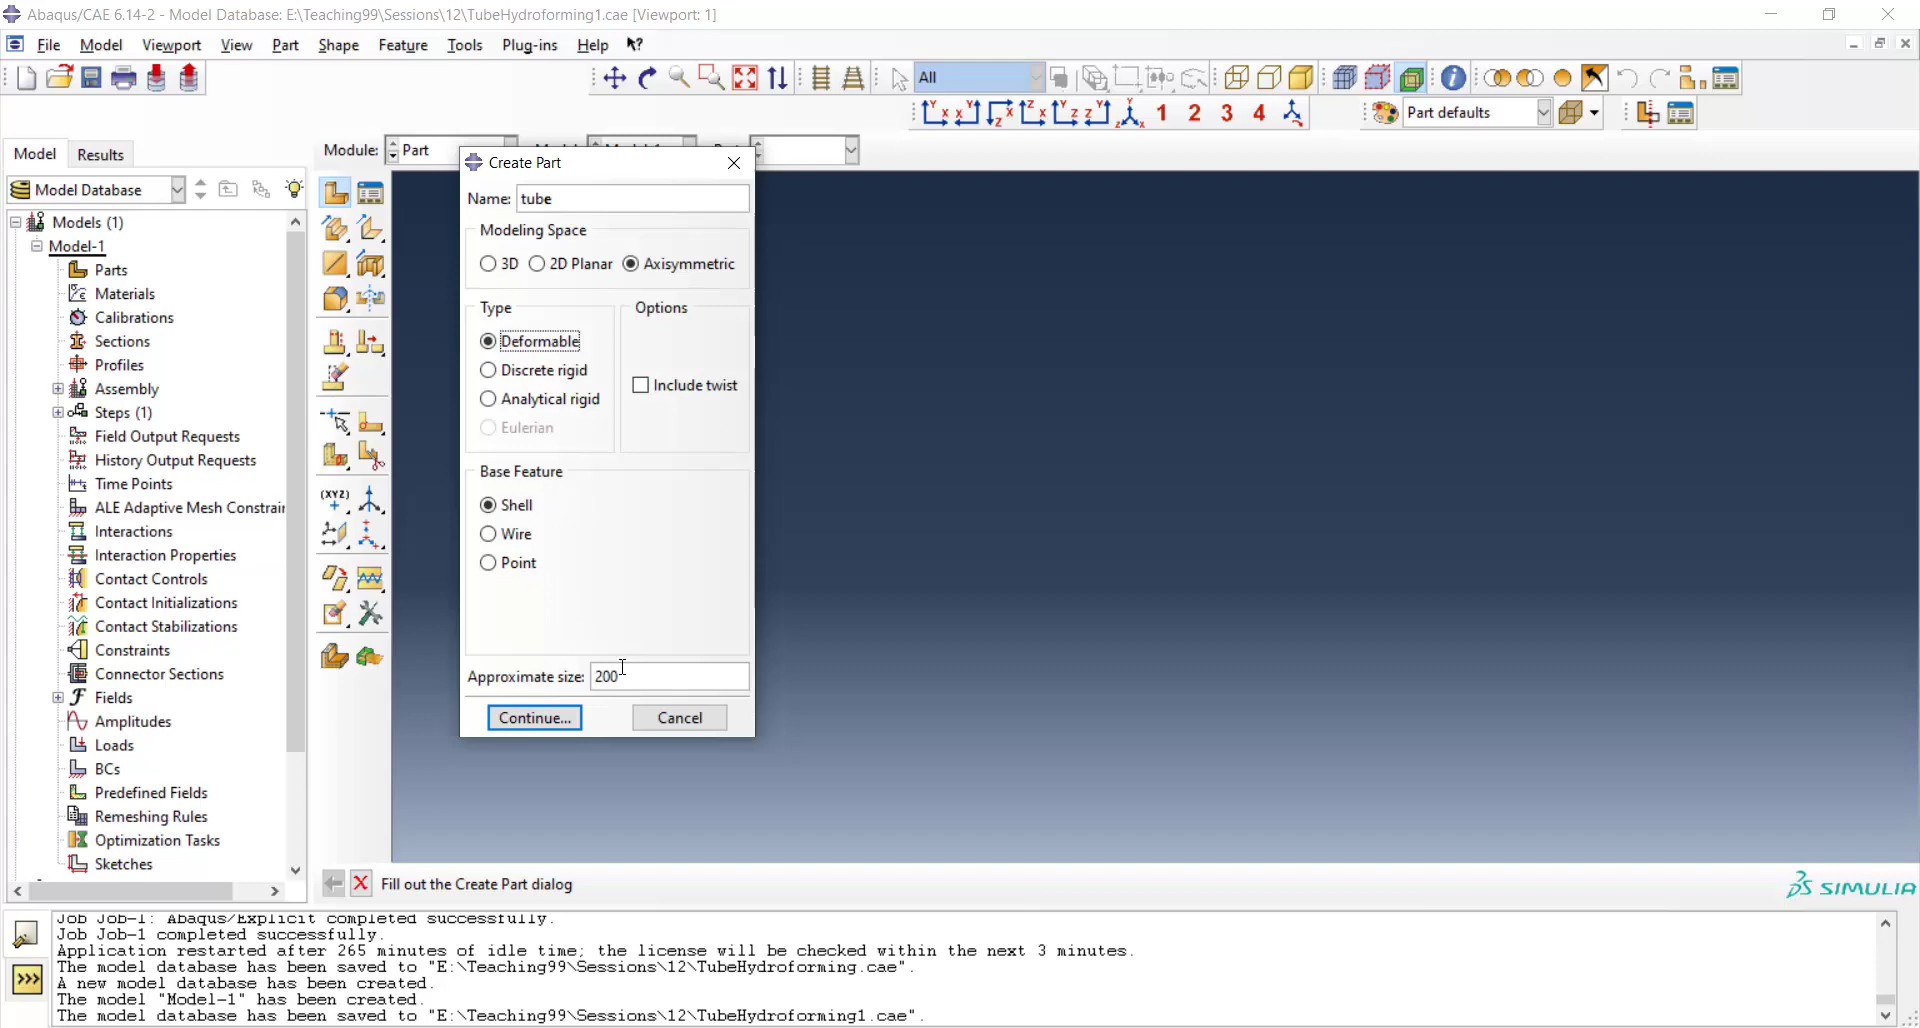 Abaqus/CAE 6.14-2 - Model Database: E:\Teaching99\Sessions\12\TubeHydroforming1.cae [Viewport: 1]
File Model Viewport View Part Shape Feature Tools Plug-ins Help
All
1 2 3 4
Part defaults
Model Results
Module: Part
Model Database
Models (1)
Model-1
Parts
Materials
Calibrations
Sections
Profiles
Assembly
Steps (1)
Field Output Requests
History Output Requests
Time Points
ALE Adaptive Mesh Constrain
Interactions
Interaction Properties
Contact Controls
Contact Initializations
Contact Stabilizations
Constraints
Connector Sections
Fields
Amplitudes
Loads
BCs
Predefined Fields
Remeshing Rules
Optimization Tasks
Sketches
(XYZ)
Create Part
Name: tube
Modeling Space
3D 2D Planar Axisymmetric
Type
Options
Deformable
Discrete rigid
Include twist
Analytical rigid
Eulerian
Base Feature
Shell
Wire
Point
Approximate size: 200
Continue... Cancel
Fill out the Create Part dialog
SIMULIA
Job Job-1: Abaqus/Explicit completed successfully.
Job Job-1 completed successfully.
Application restarted after 265 minutes of idle time; the license will be checked within the next 3 minutes.
The model database has been saved to "E:\Teaching99\Sessions\12\TubeHydroforming.cae".
A new model database has been created.
The model "Model-1" has been created.
The model database has been saved to "E:\Teaching99\Sessions\12\TubeHydroforming1.cae".